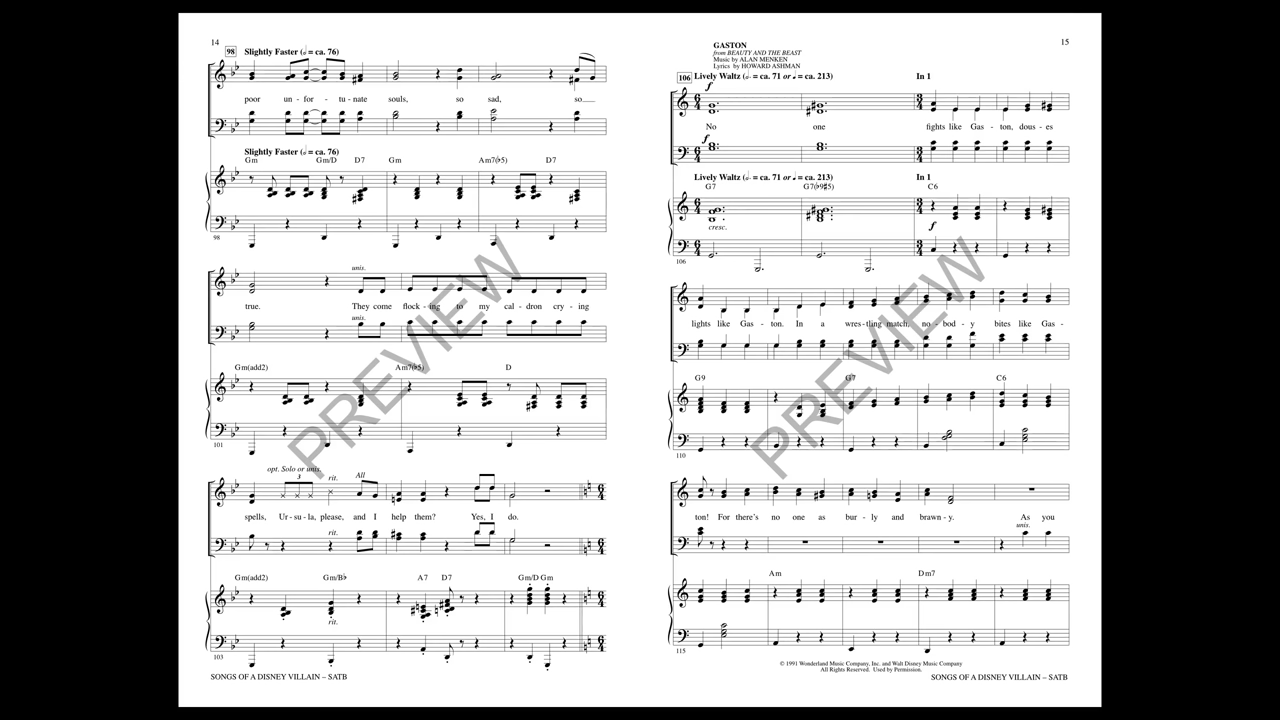 14
98 Slightly Faster (𝅗𝅥 = ca. 76)
poor un - for - tu - nate souls, so sad, so
Slightly Faster (𝅗𝅥 = ca. 76)
Gm Gm/D D7 Gm Am7(♭5) D7
98
unis.
true. They come flock - ing to my cal - dron cry - ing
unis.
Gm(add2) Am7(♭5) D
101
opt. Solo or unis. 3 rit. All
spells, Ur - su - la, please, and I help them? Yes, I do.
rit.
Gm(add2) Gm/B♭ A7 D7 Gm/D Gm
rit.
103
SONGS OF A DISNEY VILLAIN – SATB
15
GASTON
from BEAUTY AND THE BEAST
Music by ALAN MENKEN
Lyrics by HOWARD ASHMAN
106 Lively Waltz (𝅗𝅥. = ca. 71 or 𝅘𝅥 = ca. 213) In 1
f
No one fights like Gas - ton, dous - es
f
Lively Waltz (𝅗𝅥. = ca. 71 or 𝅘𝅥 = ca. 213) In 1
G7 G7(♭9♯5) C6
cresc. f
106
lights like Gas - ton. In a wres - tling match, no - bod - y bites like Gas -
G9 G7 C6
110
ton! For there's no one as bur - ly and brawn - y. As you
unis.
Am Dm7
115
© 1991 Wonderland Music Company, Inc. and Walt Disney Music Company
All Rights Reserved. Used by Permission.
SONGS OF A DISNEY VILLAIN – SATB
PREVIEW
PREVIEW